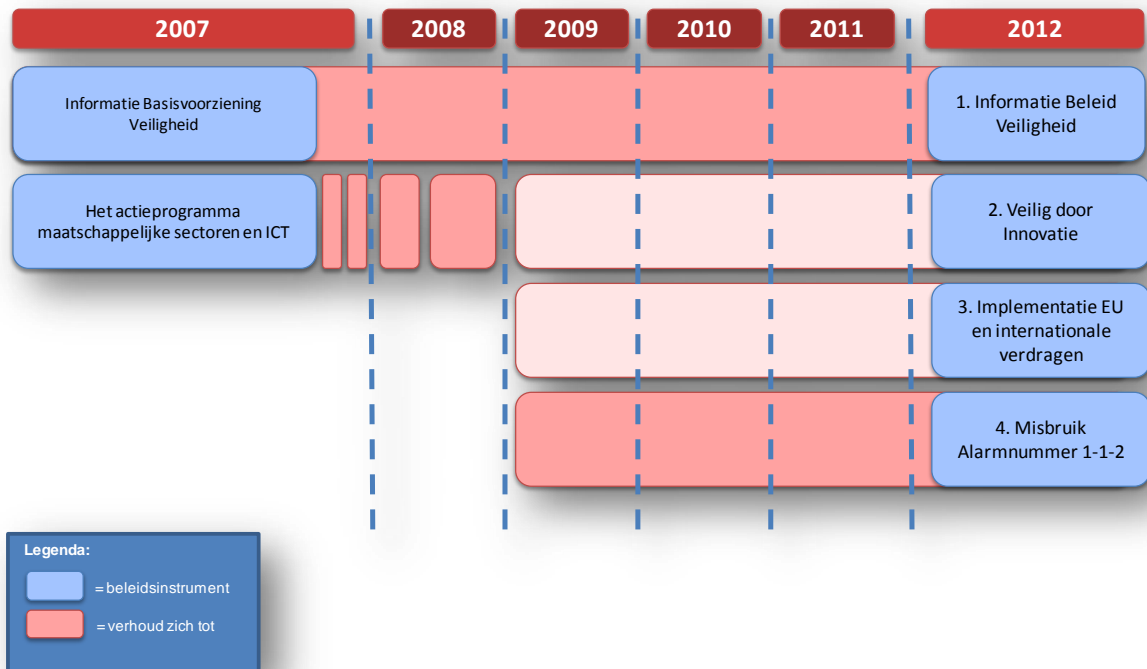 2007
2008
2009
2010
2011
2012
Informatie Basisvoorziening
Veiligheid
1. Informatie Beleid
Veiligheid
Het actieprogramma
maatschappelijke sectoren en ICT
2. Veilig door
Innovatie
3. Implementatie EU
en internationale
verdragen
4. Misbruik
Alarmnummer 1-1-2
Legenda:
= beleidsinstrument
= verhoud zich tot